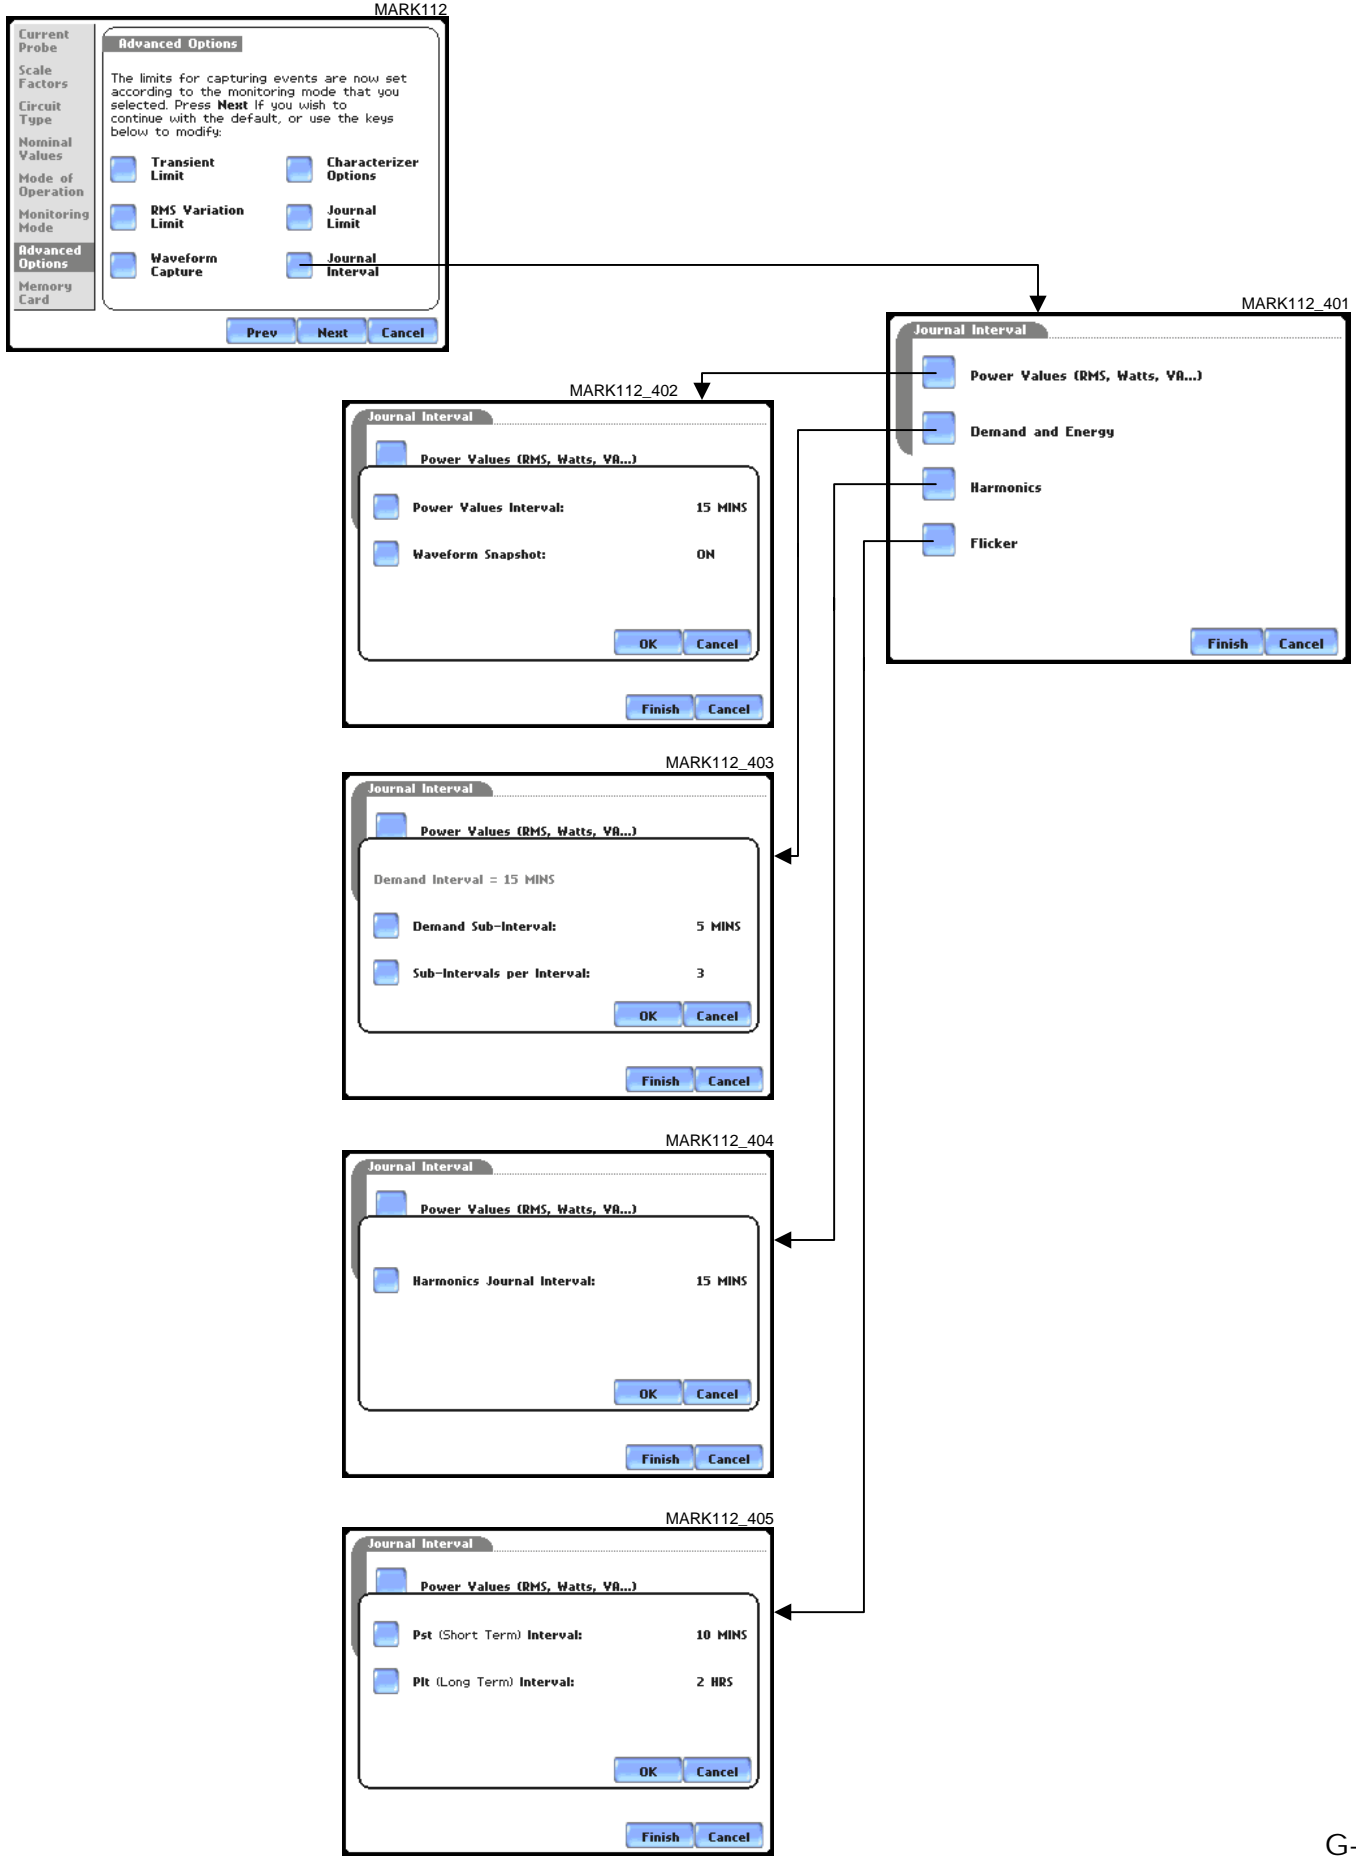 MARK112
Current
Probe
Scale
Factors
Circuit
Type
Nominal
Values
Mode of
Operation
Monitoring
Mode
Advanced
Options
Memory
Card
Advanced Options
The limits for capturing events are now set
according to the monitoring mode that you
selected. Press Next If you wish to
continue with the default, or use the keys
below to modify:
Transient
Limit
Characterizer
Options
RMS Variation
Limit
Journal
Limit
Waveform
Capture
Journal
Interval
Prev Next Cancel
MARK112_401
Journal Interval
Power Values (RMS, Watts, VA...)
Demand and Energy
Harmonics
Flicker
Finish Cancel
MARK112_402
Journal Interval
Power Values (RMS, Watts, VA...)
Power Values Interval: 15 MINS
Waveform Snapshot: ON
OK Cancel
Finish Cancel
MARK112_403
Journal Interval
Power Values (RMS, Watts, VA...)
Demand Interval = 15 MINS
Demand Sub-Interval: 5 MINS
Sub-Intervals per Interval: 3
OK Cancel
Finish Cancel
MARK112_404
Journal Interval
Power Values (RMS, Watts, VA...)
Harmonics Journal Interval: 15 MINS
OK Cancel
Finish Cancel
MARK112_405
Journal Interval
Power Values (RMS, Watts, VA...)
Pst (Short Term) Interval: 10 MINS
Plt (Long Term) Interval: 2 HRS
OK Cancel
Finish Cancel
G-